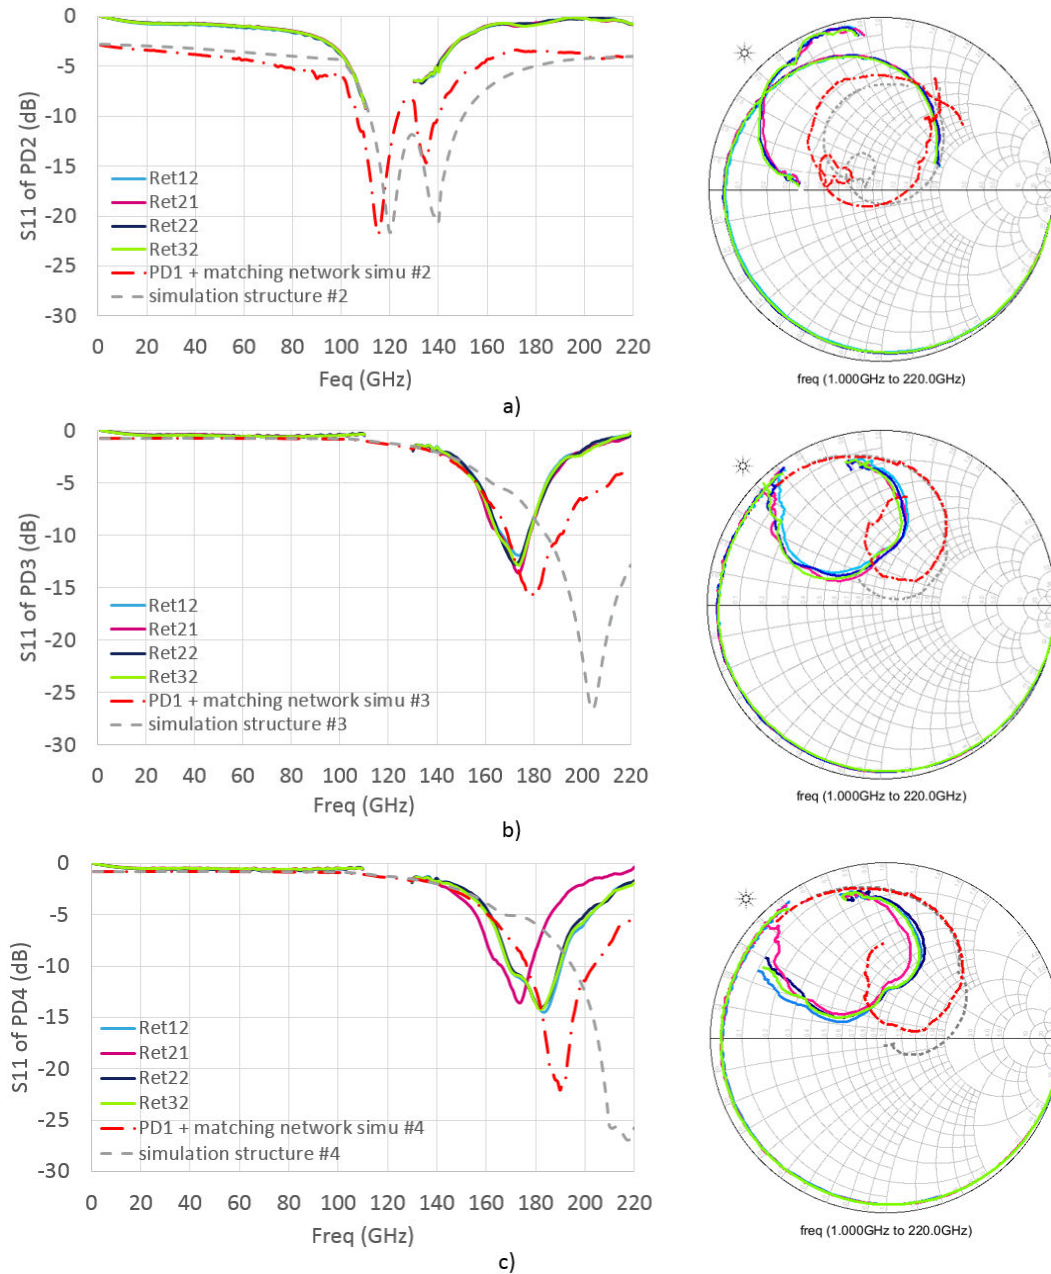 0
-5
-10
-15
-20
-25
-30
S11 of PD2 (dB)
Ret12
Ret21
Ret22
Ret32
PD1 + matching network simu #2
simulation structure #2
0 20 40 60 80 100 120 140 160 180 200 220
Feq (GHz)
freq (1.000GHz to 220.0GHz)
a)
0
-5
-10
-15
-20
-25
-30
S11 of PD3 (dB)
Ret12
Ret21
Ret22
Ret32
PD1 + matching network simu #3
simulation structure #3
0 20 40 60 80 100 120 140 160 180 200 220
Freq (GHz)
freq (1.000GHz to 220.0GHz)
b)
0
-5
-10
-15
-20
-25
-30
S11 of PD4 (dB)
Ret12
Ret21
Ret22
Ret32
PD1 + matching network simu #4
simulation structure #4
0 20 40 60 80 100 120 140 160 180 200 220
Freq (GHz)
freq (1.000GHz to 220.0GHz)
c)